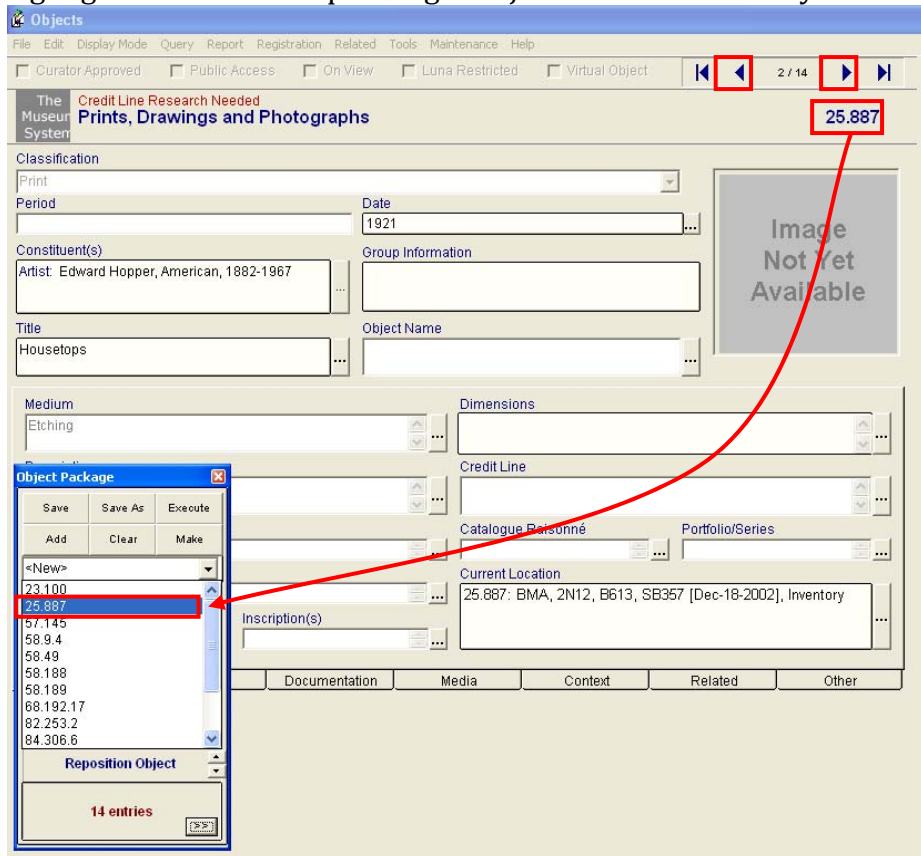 Objects
File Edit Display Mode Query Report Registration Related Tools Maintenance Help
Curator Approved Public Access On View Luna Restricted Virtual Object 2 / 14
The Museum System
Credit Line Research Needed
Prints, Drawings and Photographs
25.887
Classification
Print
Period Date
1921
Image Not Yet Available
Constituent(s) Group Information
Artist: Edward Hopper, American, 1882-1967
Title Object Name
Housetops
Medium Dimensions
Etching
Credit Line
Catalogue Raisonné Portfolio/Series
Current Location
25.887: BMA, 2N12, B613, SB357 [Dec-18-2002], Inventory
Inscription(s)
Documentation Media Context Related Other
Object Package
Save Save As Execute
Add Clear Make
<New>
23.100
25.887
57.145
58.9.4
58.49
58.188
58.189
68.192.17
82.253.2
84.306.6
Reposition Object
14 entries
>>